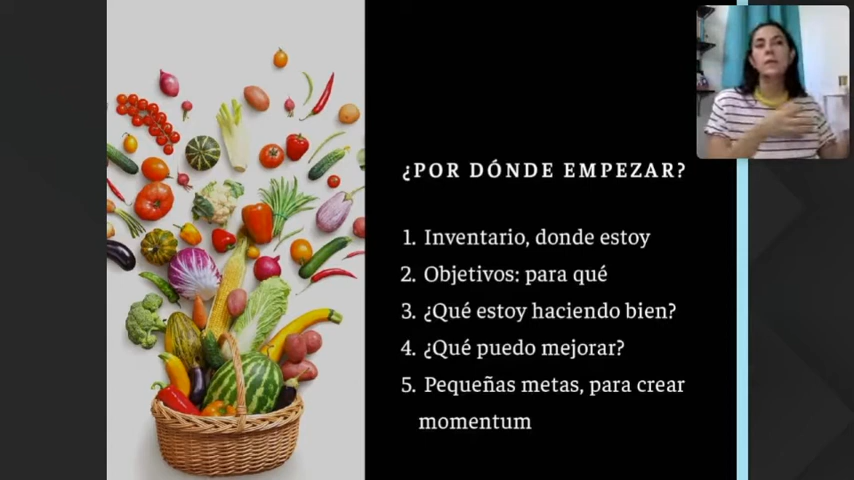 ¿POR DÓNDE EMPEZAR?
1. Inventario, donde estoy
2. Objetivos: para qué
3. ¿Qué estoy haciendo bien?
4. ¿Qué puedo mejorar?
5. Pequeñas metas, para crear
momentum